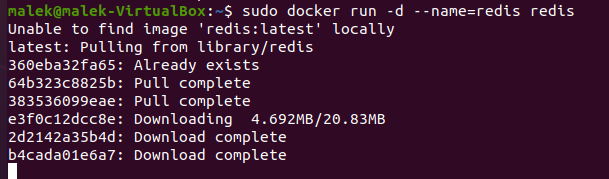 malek@malek-VirtualBox:~$ sudo docker run -d --name=redis redis
Unable to find image 'redis:latest' locally
latest: Pulling from library/redis
360eba32fa65: Already exists
64b323c8825b: Pull complete
383536099eae: Pull complete
e3f0c12dcc8e: Downloading  4.692MB/20.83MB
2d2142a35b4d: Download complete
b4cada01e6a7: Download complete